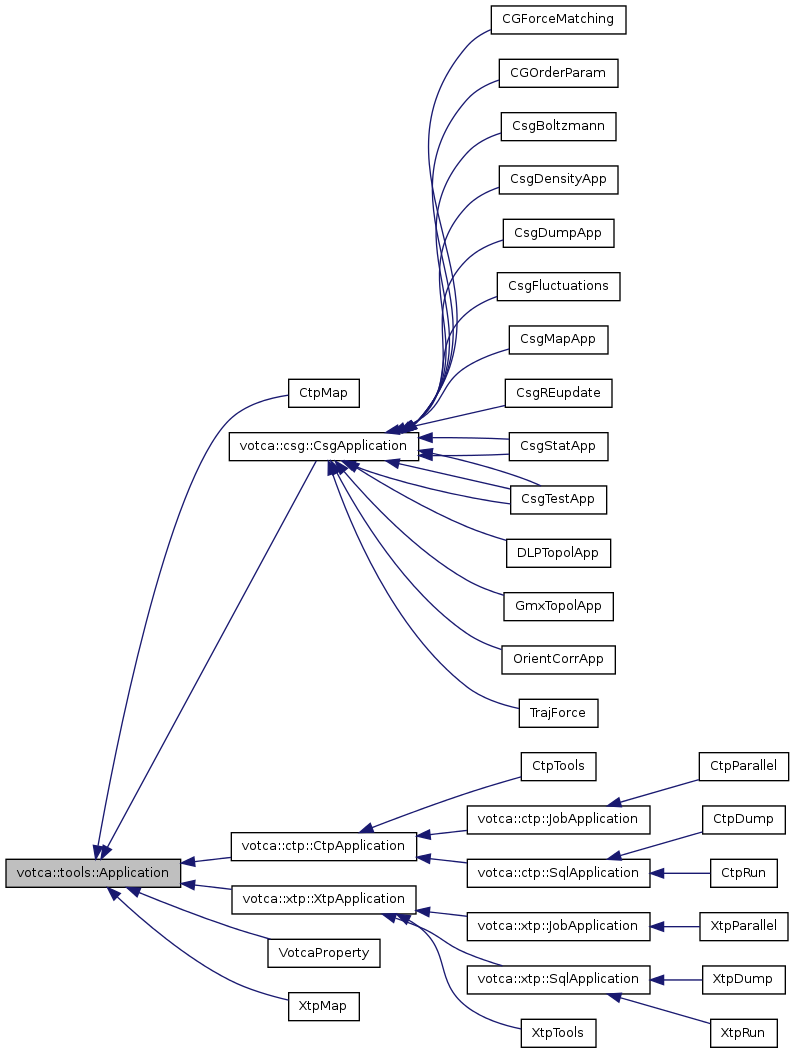 CGForceMatching
CGOrderParam
CsgBoltzmann
CsgDensityApp
CsgDumpApp
CsgFluctuations
CsgMapApp
CtpMap
CsgREupdate
votca::csg::CsgApplication
CsgStatApp
CsgTestApp
DLPTopolApp
GmxTopolApp
OrientCorrApp
TrajForce
CtpTools
CtpParallel
votca::ctp::JobApplication
CtpDump
votca::ctp::CtpApplication
votca::tools::Application
votca::ctp::SqlApplication
CtpRun
votca::xtp::XtpApplication
votca::xtp::JobApplication
XtpParallel
VotcaProperty
votca::xtp::SqlApplication
XtpDump
XtpMap
XtpTools
XtpRun